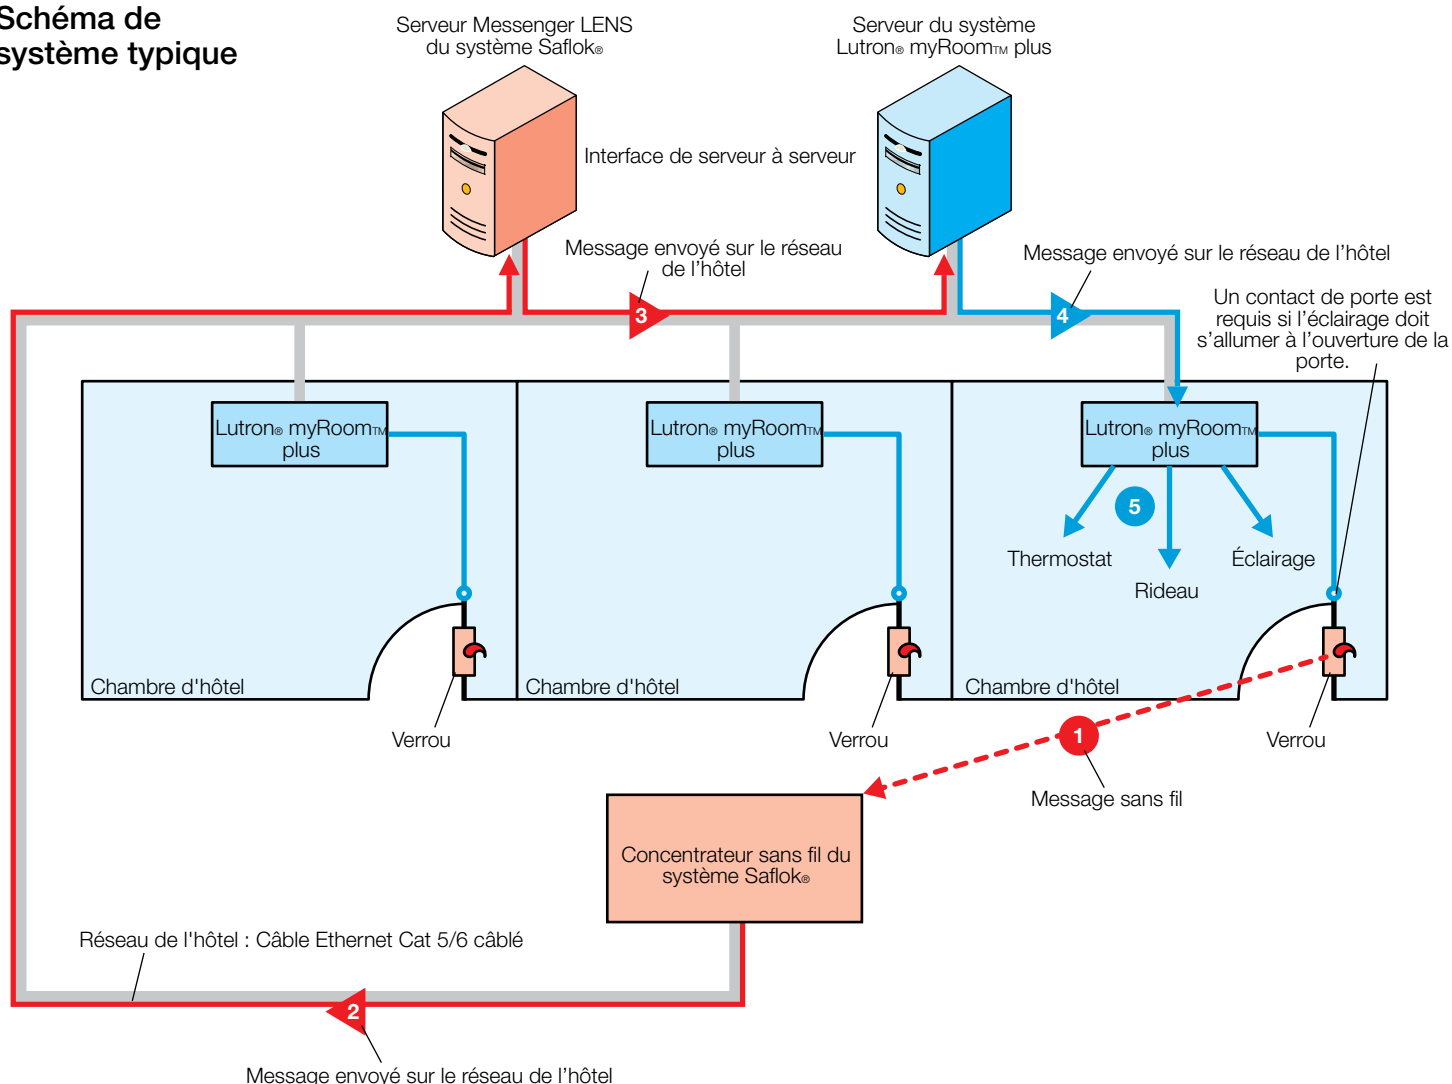 Schéma de
système typique
Serveur Messenger LENS
du système Saflok®
Serveur du système
Lutron® myRoom™ plus
Interface de serveur à serveur
Message envoyé sur le réseau
de l’hôtel
Message envoyé sur le réseau de l’hôtel
Un contact de porte est
requis si l’éclairage doit
s’allumer à l’ouverture de la
porte.
3
4
Lutron® myRoom™
plus
Lutron® myRoom™
plus
Lutron® myRoom™
plus
5
Thermostat
Rideau
Éclairage
Chambre d'hôtel
Chambre d'hôtel
Chambre d'hôtel
Verrou
Verrou
Verrou
1
Message sans fil
Concentrateur sans fil du
système Saflok®
Réseau de l'hôtel : Câble Ethernet Cat 5/6 câblé
2
Message envoyé sur le réseau de l’hôtel